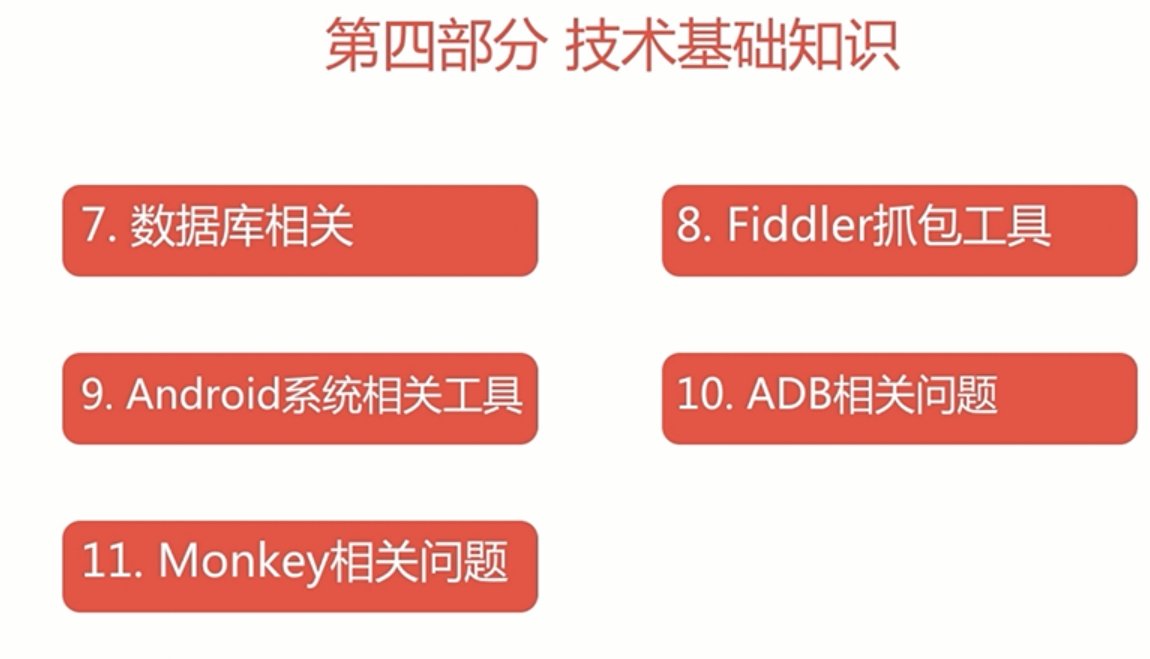 第四部分 技术基础知识
7. 数据库相关
8. Fiddler抓包工具
9. Android系统相关工具
10. ADB相关问题
11. Monkey相关问题